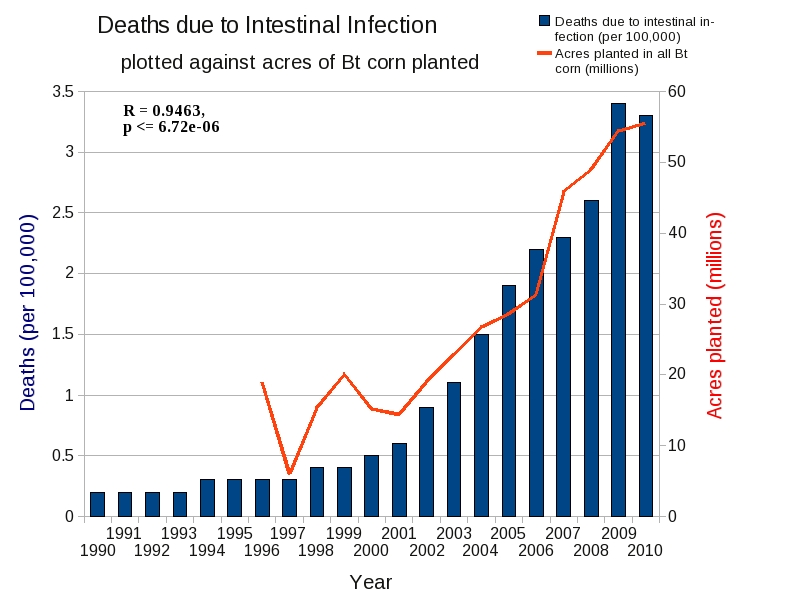 Deaths due to Intestinal Infection
plotted against acres of Bt corn planted
Deaths due to intestinal in-
fection (per 100,000)
Acres planted in all Bt
corn (millions)
R = 0.9463,
p <= 6.72e-06
Deaths (per 100,000)
3.5
3
2.5
2
1.5
1
0.5
0
60
50
40
30
20
10
0
Acres planted (millions)
1991 1993 1995 1997 1999 2001 2003 2005 2007 2009
1990 1992 1994 1996 1998 2000 2002 2004 2006 2008 2010
Year